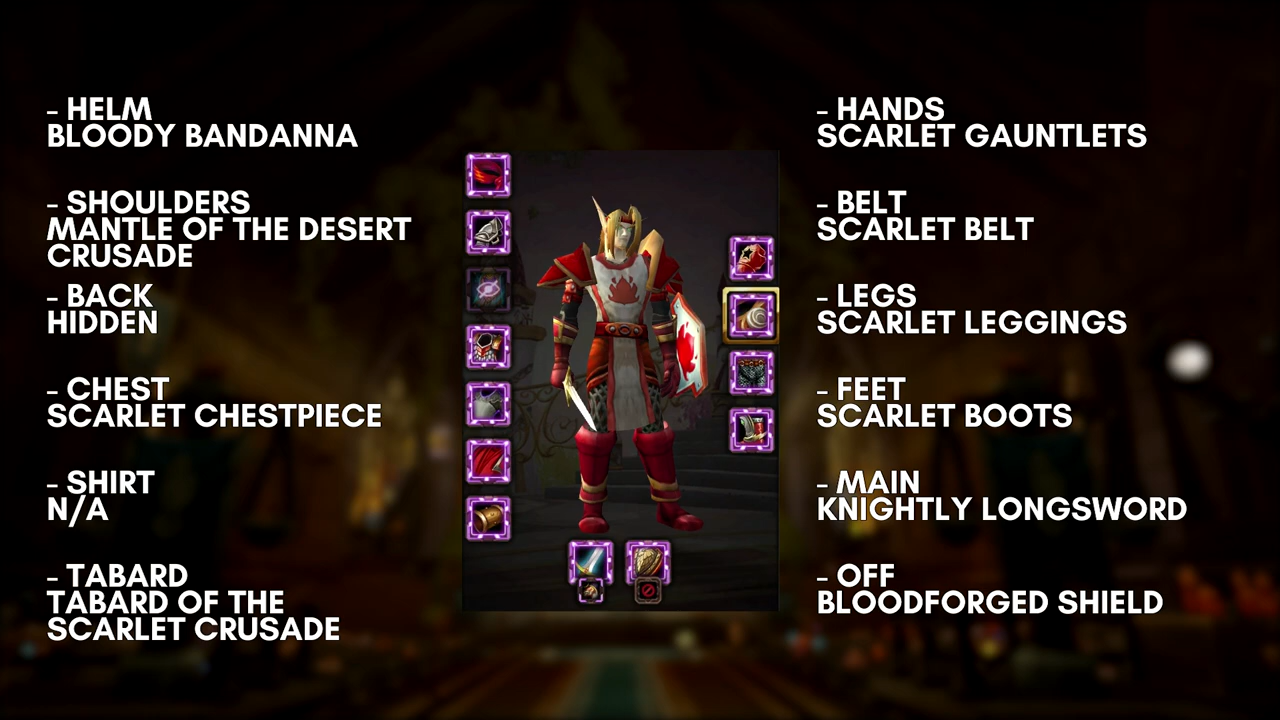 - HELM
BLOODY BANDANNA
- SHOULDERS
MANTLE OF THE DESERT
CRUSADE
- BACK
HIDDEN
- CHEST
SCARLET CHESTPIECE
- SHIRT
N/A
- TABARD
TABARD OF THE
SCARLET CRUSADE
- HANDS
SCARLET GAUNTLETS
- BELT
SCARLET BELT
- LEGS
SCARLET LEGGINGS
- FEET
SCARLET BOOTS
- MAIN
KNIGHTLY LONGSWORD
- OFF
BLOODFORGED SHIELD